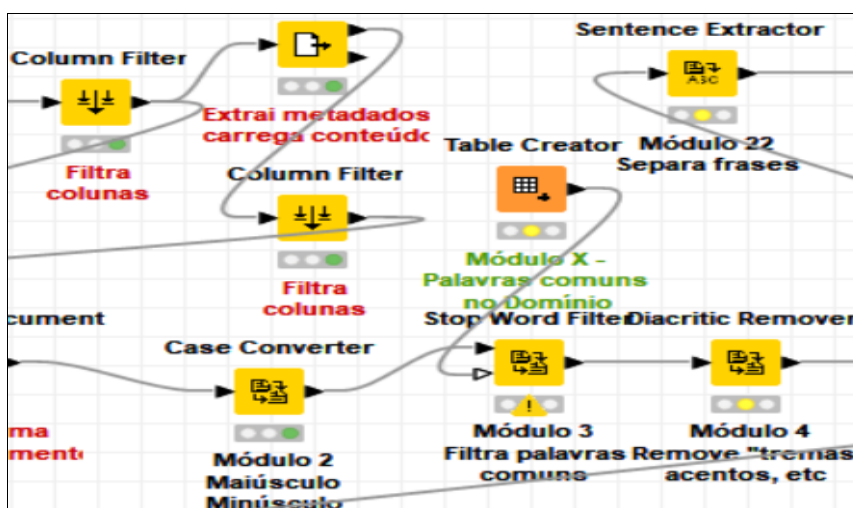 Column Filter
Filtra
colunas
Extrai metadados
carrega conteúdo
Column Filter
Filtra
colunas
Sentence Extractor
ASC
Módulo 22
Separa frases
Table Creator
Módulo X -
Palavras comuns
no Domínio
cument
ma
mento
Case Converter
Módulo 2
Maiúsculo
Minúsculo
Stop Word Filter
Módulo 3
Filtra palavras
comuns
Diacritic Remover
Módulo 4
Remove "tremas
acentos, etc